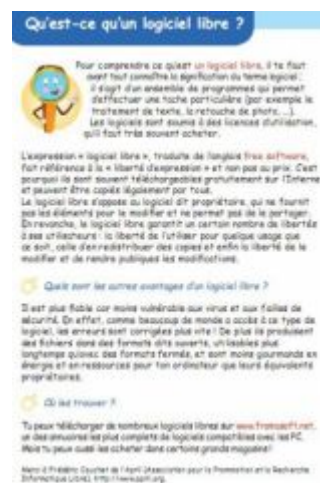 Qu'est-ce qu'un logiciel libre ?
Pour comprendre ce qu'est un logiciel libre, il te faut
avant tout connaître la signification du terme logiciel :
il s'agit d'un ensemble de programmes qui permet
d'effectuer une tache particulière (par exemple le
traitement de texte, la retouche de photo, ...).
Les logiciels sont soumis à des licences d'utilisation,
qu'il faut très souvent acheter.
L'expression « logiciel libre », traduite de l'anglais free software,
fait référence à la « liberté d'expression » et non pas au prix. C'est
pourquoi ils sont souvent téléchargeables gratuitement sur l'Internet
et peuvent être copiés légalement par tous.
Le logiciel libre s'oppose au logiciel dit propriétaire, qui ne fournit
pas les éléments pour le modifier et ne permet pas de le partager.
En revanche, le logiciel libre garantit un certain nombre de libertés
à ses utilisateurs : la liberté de l'utiliser pour quelque usage que
ce soit, celle d'en redistribuer des copies et enfin la liberté de le
modifier et de rendre publiques les modifications.
Quels sont les autres avantages d'un logiciel libre ?
Il est plus fiable car moins vulnérable aux virus et aux failles de
sécurité. En effet, comme beaucoup de monde a accès à ce type de
logiciel, les erreurs sont corrigées plus vite ! De plus ils produisent
des fichiers dans des formats dits ouverts, utilisables plus
longtemps qu'avec des formats fermés, et sont moins gourmands en
énergie et en ressources pour ton ordinateur que leurs équivalents
propriétaires.
Où les trouver ?
Tu peux télécharger de nombreux logiciels libres sur www.framasoft.net,
un des annuaires les plus complets de logiciels compatibles avec les PC.
Mais tu peux aussi les acheter dans certains grands magasins!
Merci à Frédéric Couchet de l'April (Association pour la Promotion et la Recherche
Informatique Libre). http://www.april.org